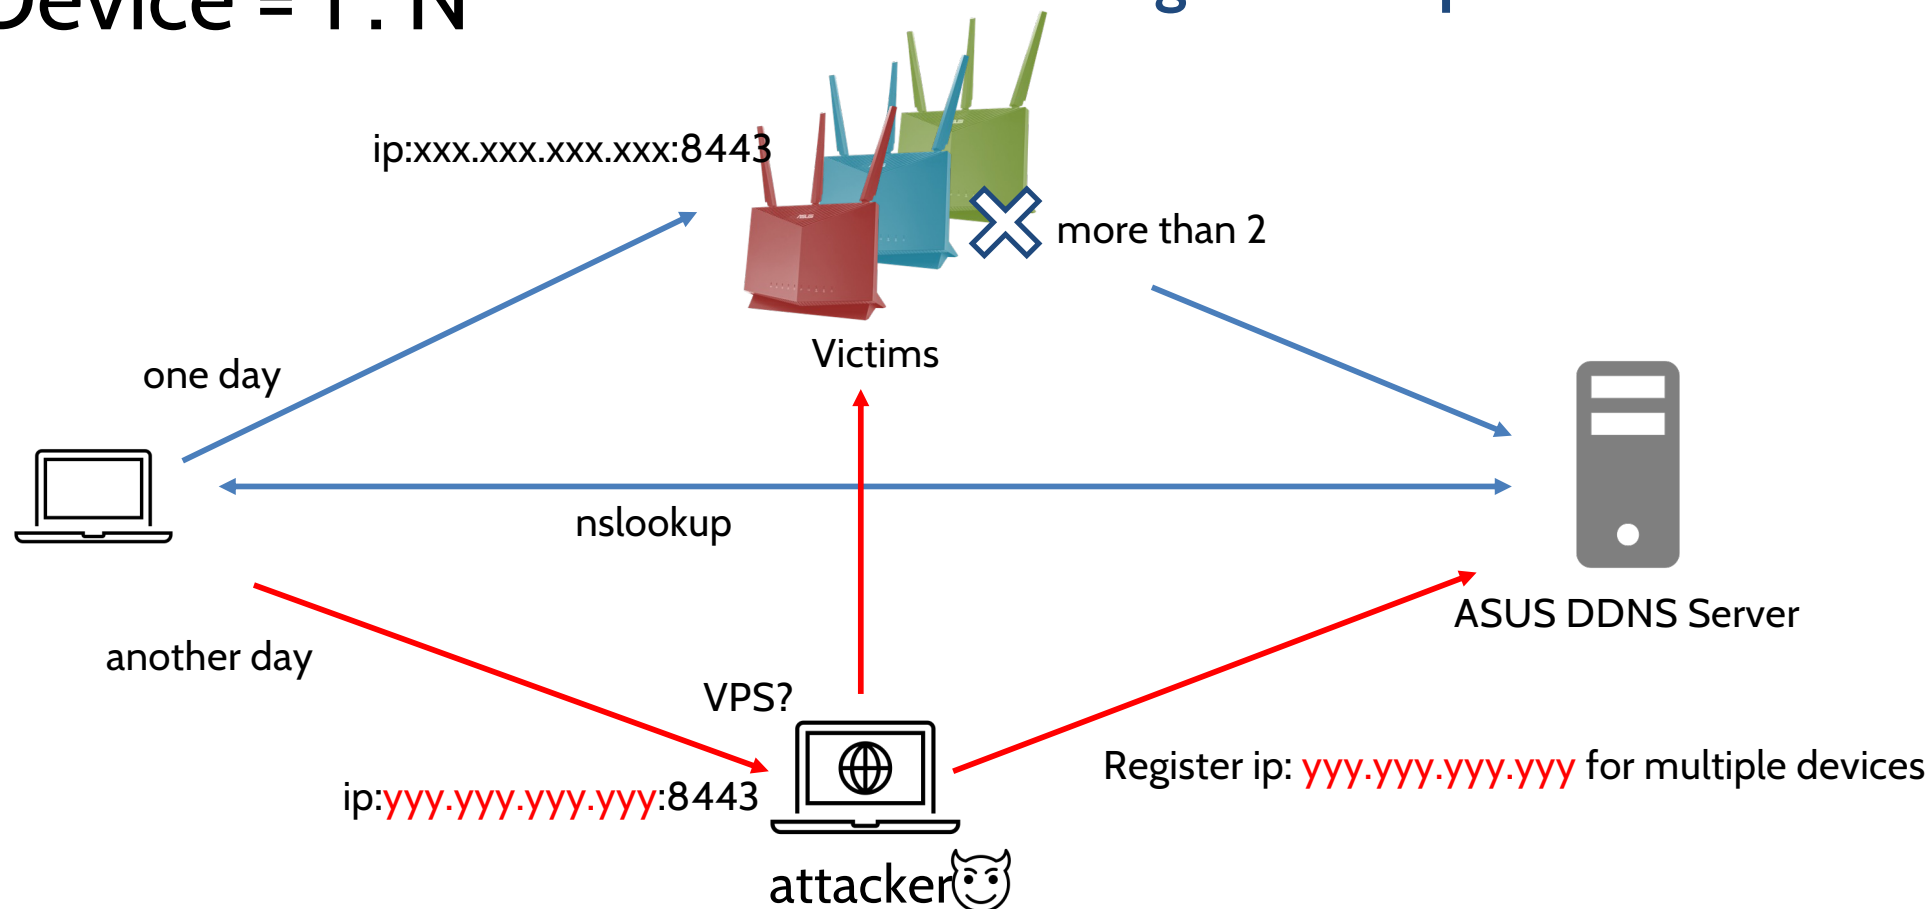 Device = 1 : N
ip:xxx.xxx.xxx.xxx:8443
more than 2
Victims
one day
nslookup
ASUS DDNS Server
another day
VPS?
Register ip: yyy.yyy.yyy.yyy for multiple devices
ip:yyy.yyy.yyy.yyy:8443
attacker